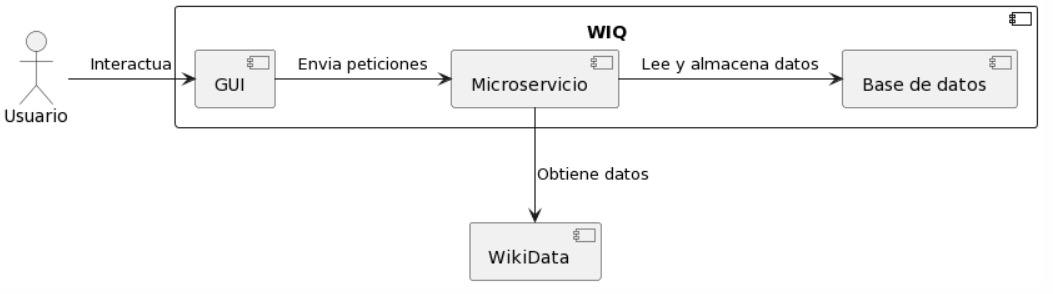 WIQ
Interactua
Envia peticiones
Lee y almacena datos
GUI
Microservicio
Base de datos
Usuario
Obtiene datos
WikiData